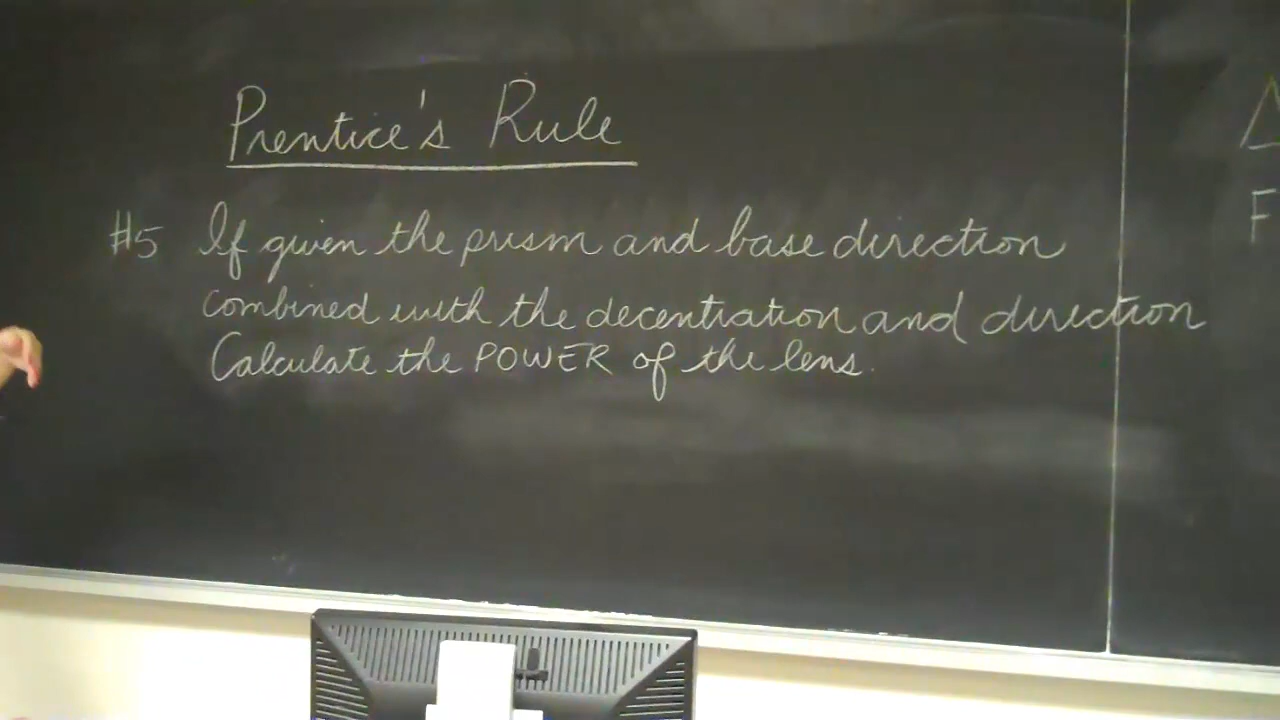 Prentice's Rule
#5 If given the prism and base direction
combined with the decentration and direction
Calculate the POWER of the lens.
Δ
F